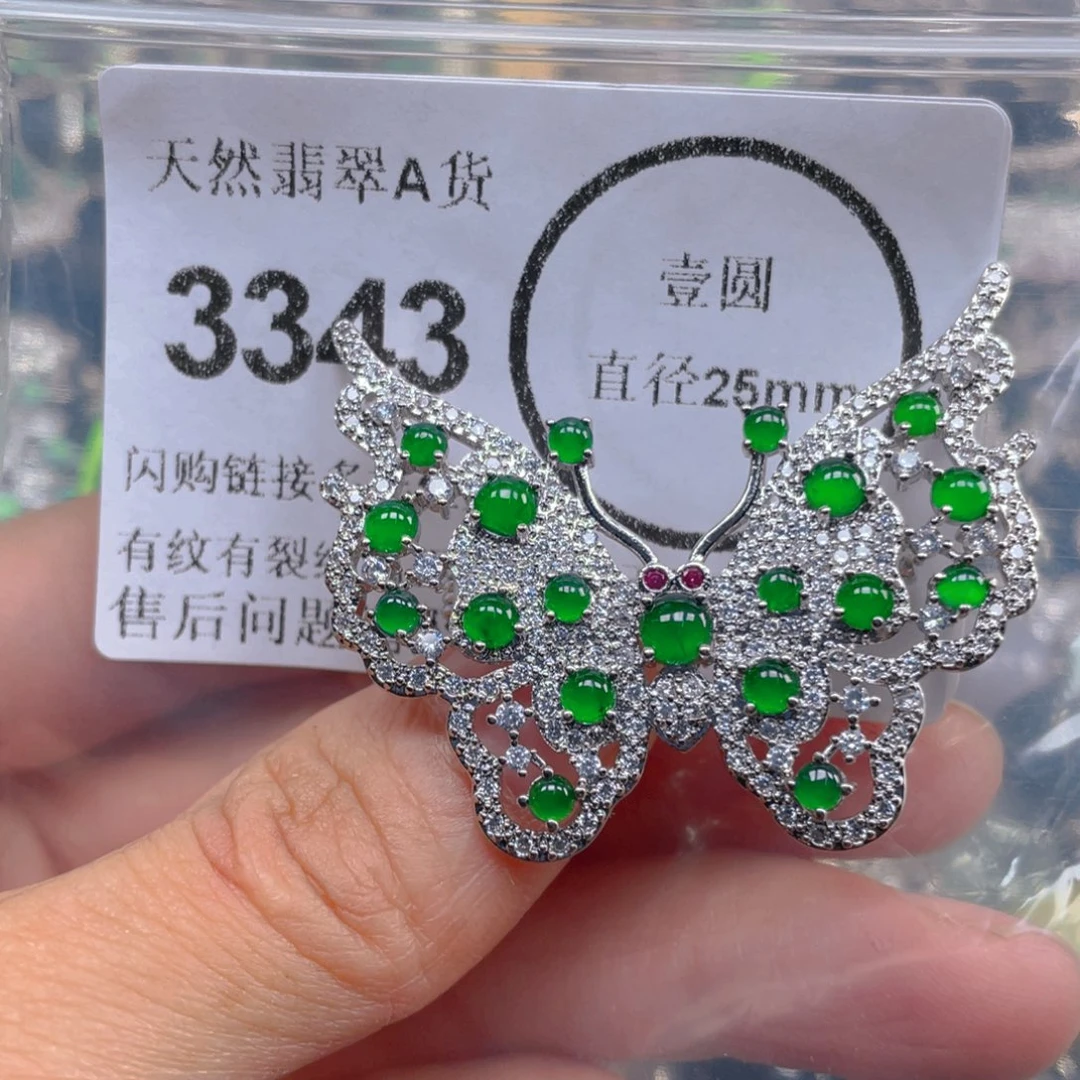 天然翡翠A货
3343
壹圆
直径25mm
闪购链接
有纹有裂
售后问题